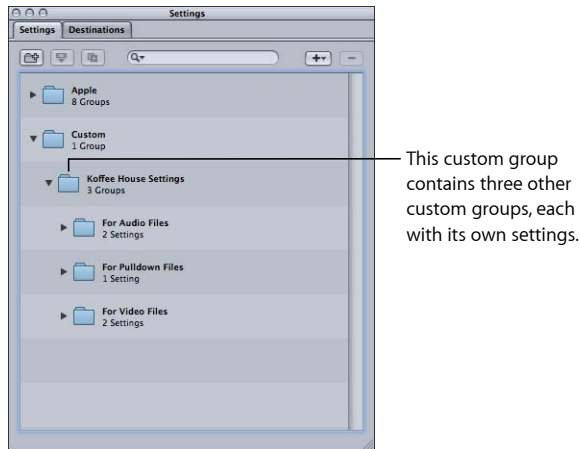 Settings
Settings Destinations
Apple
8 Groups
Custom
1 Group
Koffee House Settings
3 Groups
For Audio Files
2 Settings
For Pulldown Files
1 Setting
For Video Files
2 Settings
This custom group
contains three other
custom groups, each
with its own settings.